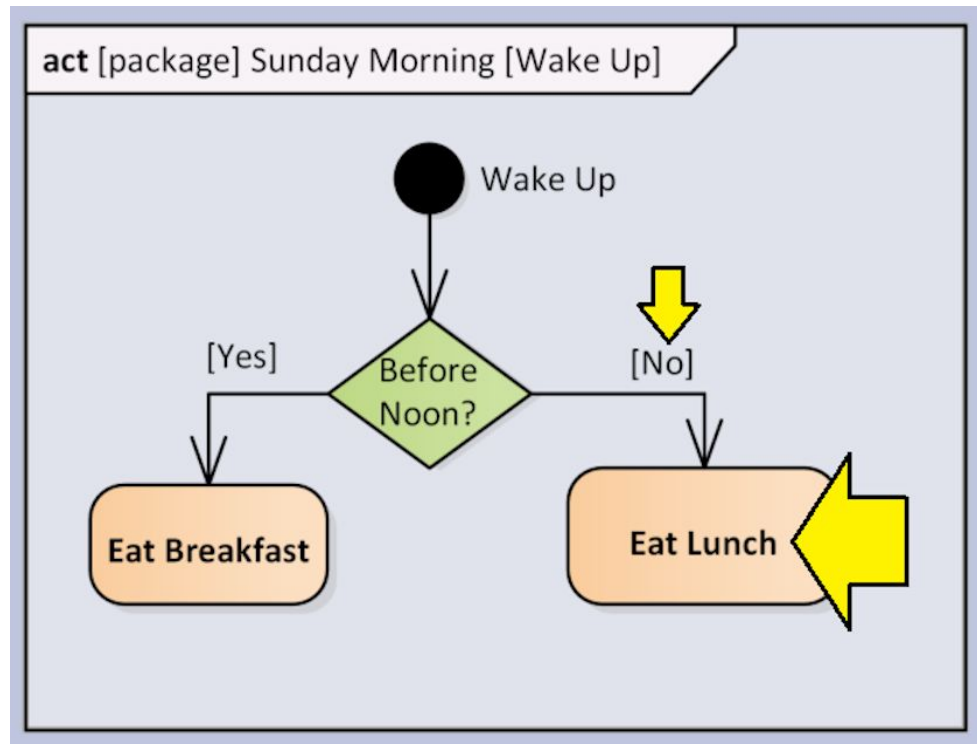 act [package] Sunday Morning [Wake Up]
Wake Up
[Yes]
Before
Noon?
[No]
Eat Breakfast
Eat Lunch